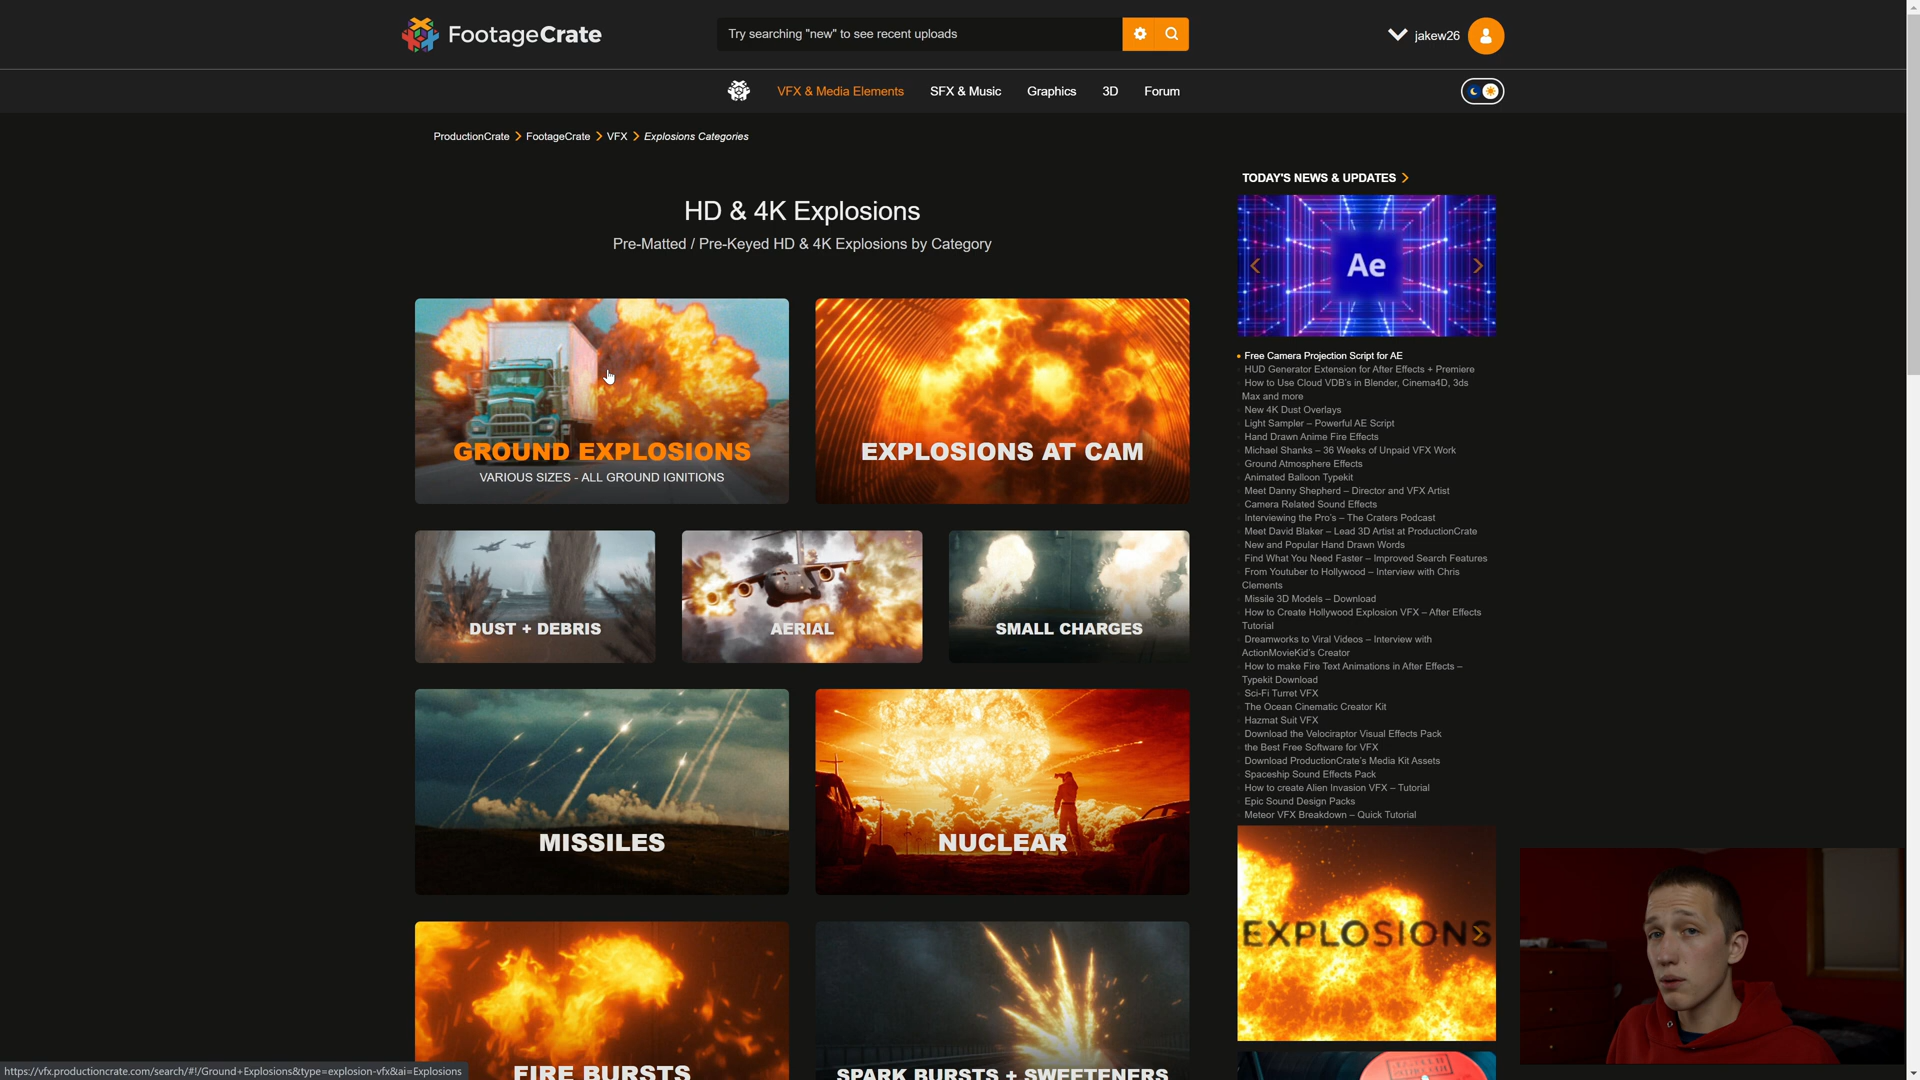 FootageCrate
Try searching "new" to see recent uploads
jakew26
VFX & Media Elements
SFX & Music
Graphics
3D
Forum
ProductionCrate
FootageCrate
VFX
Explosions Categories
HD & 4K Explosions
Pre-Matted / Pre-Keyed HD & 4K Explosions by Category
GROUND EXPLOSIONS
VARIOUS SIZES - ALL GROUND IGNITIONS
EXPLOSIONS AT CAM
DUST + DEBRIS
AERIAL
SMALL CHARGES
MISSILES
NUCLEAR
FIRE BURSTS
SPARK BURSTS + SWEETENERS
TODAY'S NEWS & UPDATES
Ae
Free Camera Projection Script for AE
HUD Generator Extension for After Effects + Premiere
How to Use Cloud VDB's in Blender, Cinema4D, 3ds
Max and more
New 4K Dust Overlays
Light Sampler – Powerful AE Script
Hand Drawn Anime Fire Effects
Michael Shanks – 36 Weeks of Unpaid VFX Work
Ground Atmosphere Effects
Animated Balloon Typekit
Meet Danny Shepherd – Director and VFX Artist
Camera Related Sound Effects
Interviewing the Pro's – The Craters Podcast
Meet David Blaker – Lead 3D Artist at ProductionCrate
New and Popular Hand Drawn Words
Find What You Need Faster – Improved Search Features
From Youtuber to Hollywood – Interview with Chris
Clements
Missile 3D Models – Download
How to Create Hollywood Explosion VFX – After Effects
Tutorial
Dreamworks to Viral Videos – Interview with
ActionMovieKid's Creator
How to make Fire Text Animations in After Effects –
Typekit Download
Sci-Fi Turret VFX
The Ocean Cinematic Creator Kit
Hazmat Suit VFX
Download the Velociraptor Visual Effects Pack
the Best Free Software for VFX
Download ProductionCrate's Media Kit Assets
Spaceship Sound Effects Pack
How to create Alien Invasion VFX – Tutorial
Epic Sound Design Packs
Meteor VFX Breakdown – Quick Tutorial
EXPLOSIONS
https://vfx.productioncrate.com/search/#!/Ground+Explosions&type=explosion-vfx&ai=Explosions